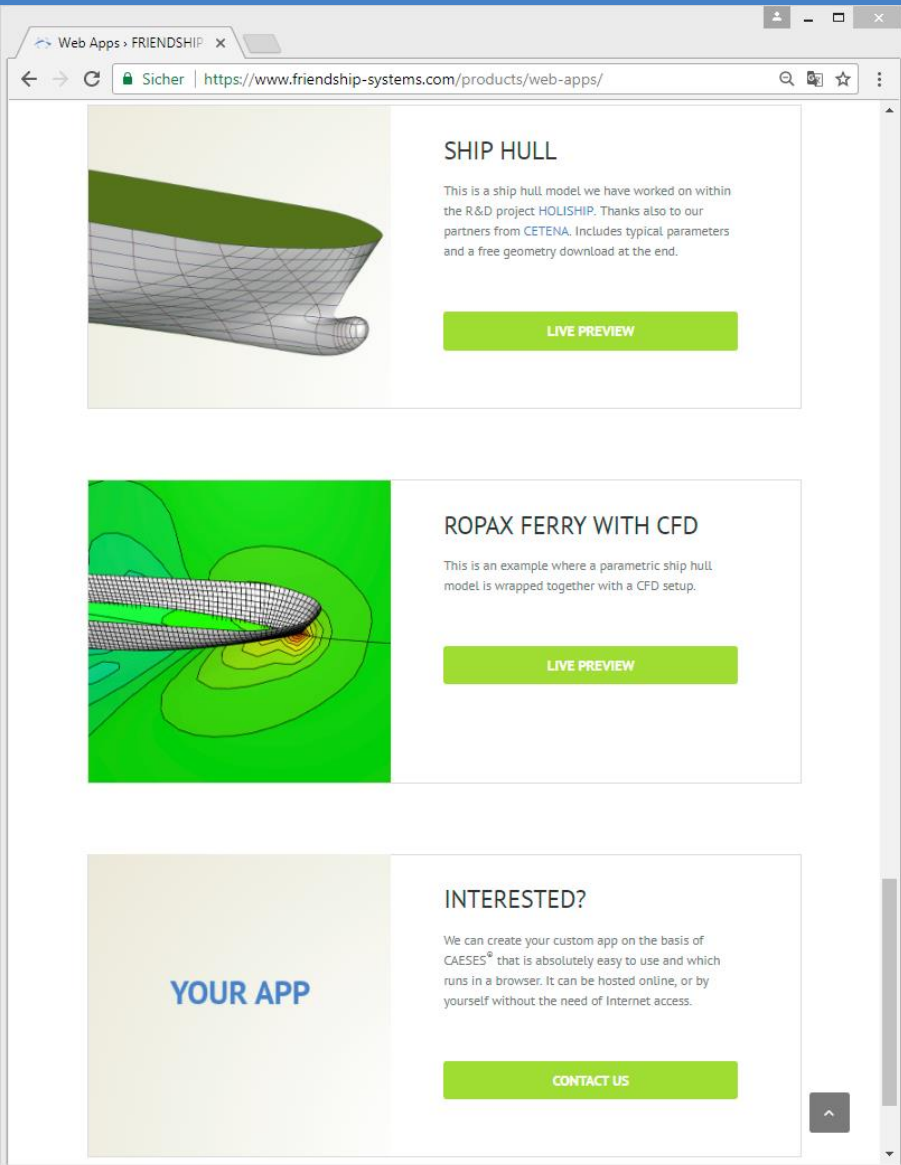 Web Apps › FRIENDSHIP
Sicher | https://www.friendship-systems.com/products/web-apps/
SHIP HULL
This is a ship hull model we have worked on within
the R&D project HOLISHIP. Thanks also to our
partners from CETENA. Includes typical parameters
and a free geometry download at the end.
LIVE PREVIEW
ROPAX FERRY WITH CFD
This is an example where a parametric ship hull
model is wrapped together with a CFD setup.
LIVE PREVIEW
YOUR APP
INTERESTED?
We can create your custom app on the basis of
CAESES® that is absolutely easy to use and which
runs in a browser. It can be hosted online, or by
yourself without the need of Internet access.
CONTACT US